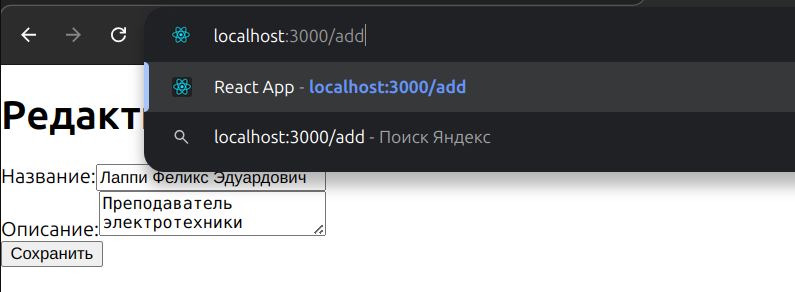 localhost:3000/add
React App - localhost:3000/add
localhost:3000/add - Поиск Яндекс
Название:
Лаппи Феликс Эдуардович
Описание:
Преподаватель
электротехники
Сохранить